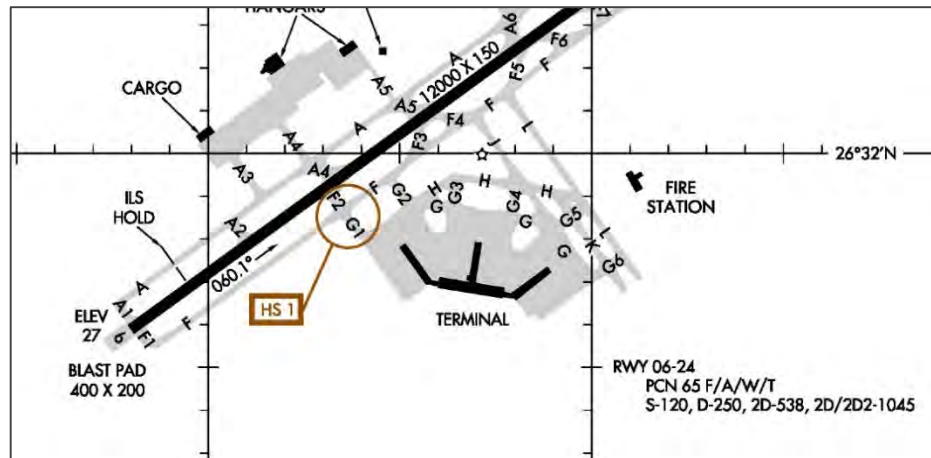 HANGARS
A6
F6
A
12000 X 150
F5
F
CARGO
A5
A5
F
L
A
F4
A4
F3
J
26°32'N
A3
A4
F
G2
H
G3
H
G4
H
FIRE
STATION
F2
G
G
G5
L
ILS
HOLD
A2
G1
G
K
G6
060.1°
A
HS 1
TERMINAL
A1
F
ELEV
27
6
F1
BLAST PAD
400 X 200
RWY 06-24
PCN 65 F/A/W/T
S-120, D-250, 2D-538, 2D/2D2-1045